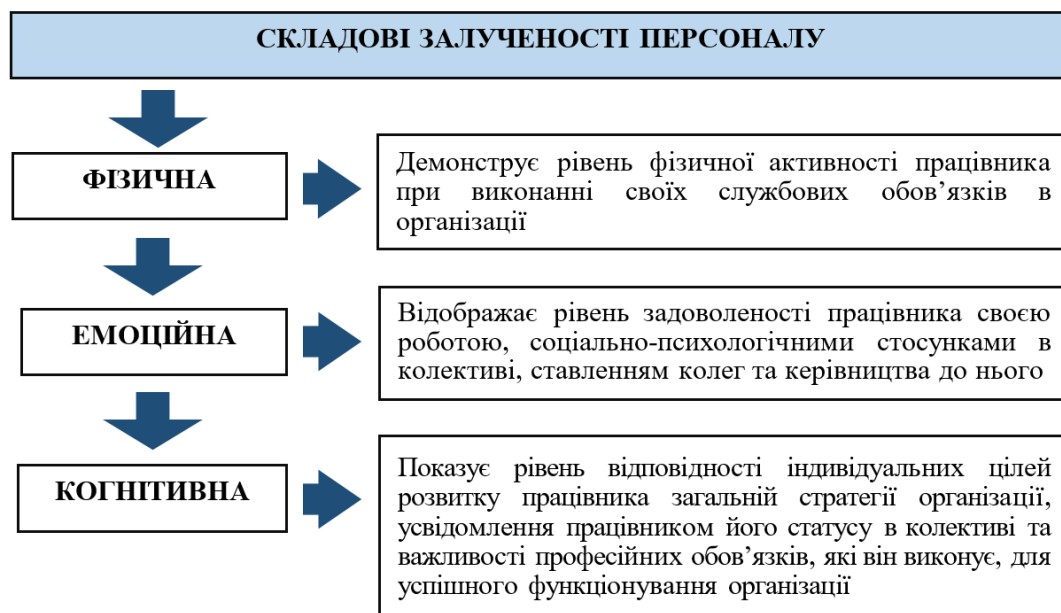 СКЛАДОВІ ЗАЛУЧЕНОСТІ ПЕРСОНАЛУ
ФІЗИЧНА
Демонструє рівень фізичної активності працівника
при виконанні своїх службових обов’язків в
організації
ЕМОЦІЙНА
Відображає рівень задоволеності працівника своєю
роботою, соціально-психологічними стосунками в
колективі, ставленням колег та керівництва до нього
КОГНІТИВНА
Показує рівень відповідності індивідуальних цілей
розвитку працівника загальній стратегії організації,
усвідомлення працівником його статусу в колективі та
важливості професійних обов’язків, які він виконує, для
успішного функціонування організації